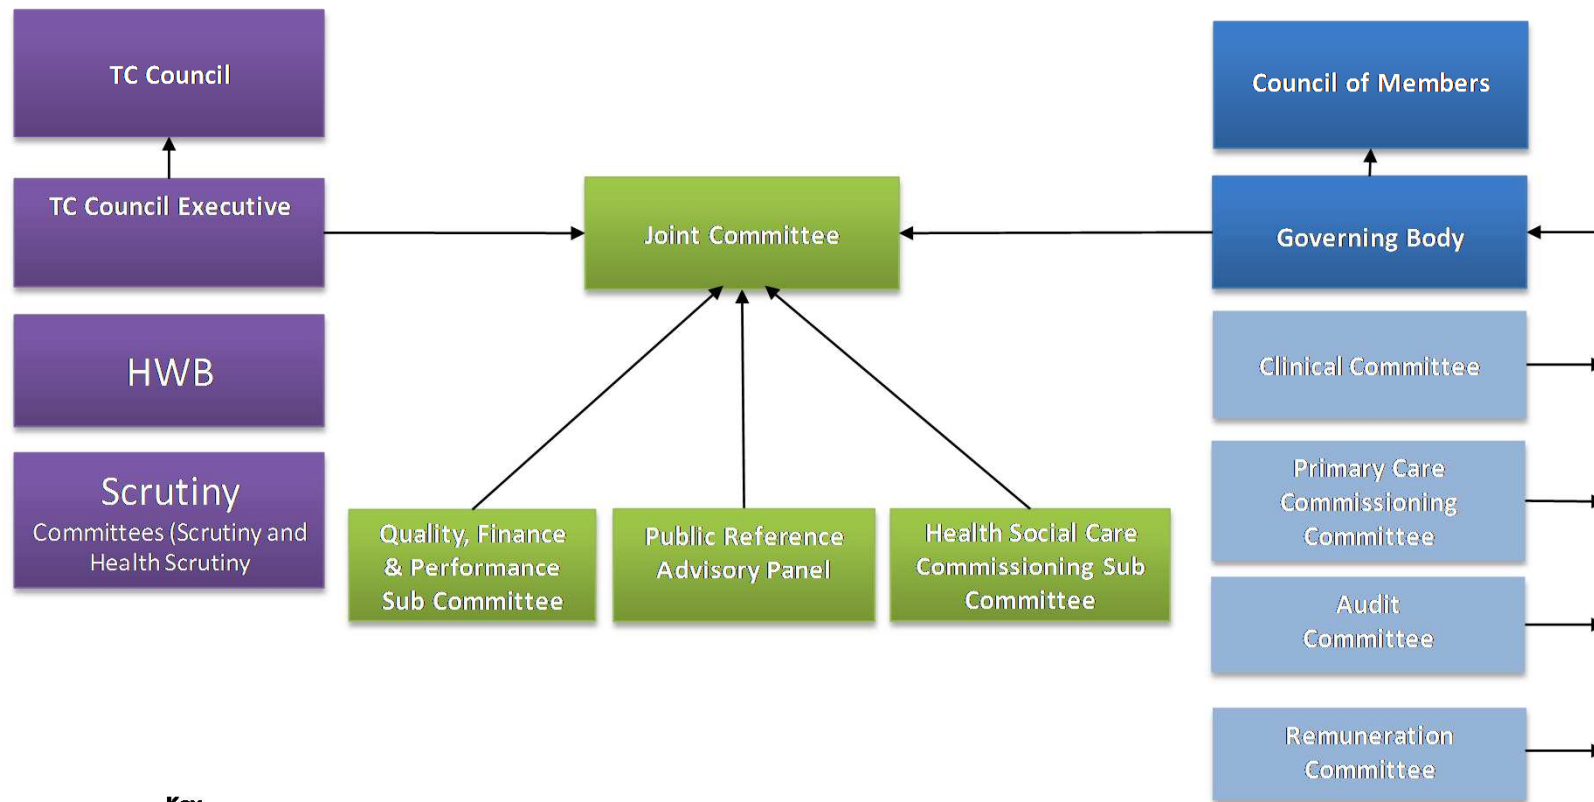 TC Council
TC Council Executive
HWB
Scrutiny
Committees (Scrutiny and
Health Scrutiny
Joint Committee
Quality, Finance
& Performance
Sub Committee
Public Reference
Advisory Panel
Health Social Care
Commissioning Sub
Committee
Council of Members
Governing Body
Clinical Committee
Primary Care
Commissioning
Committee
Audit
Committee
Remuneration
Committee
Key